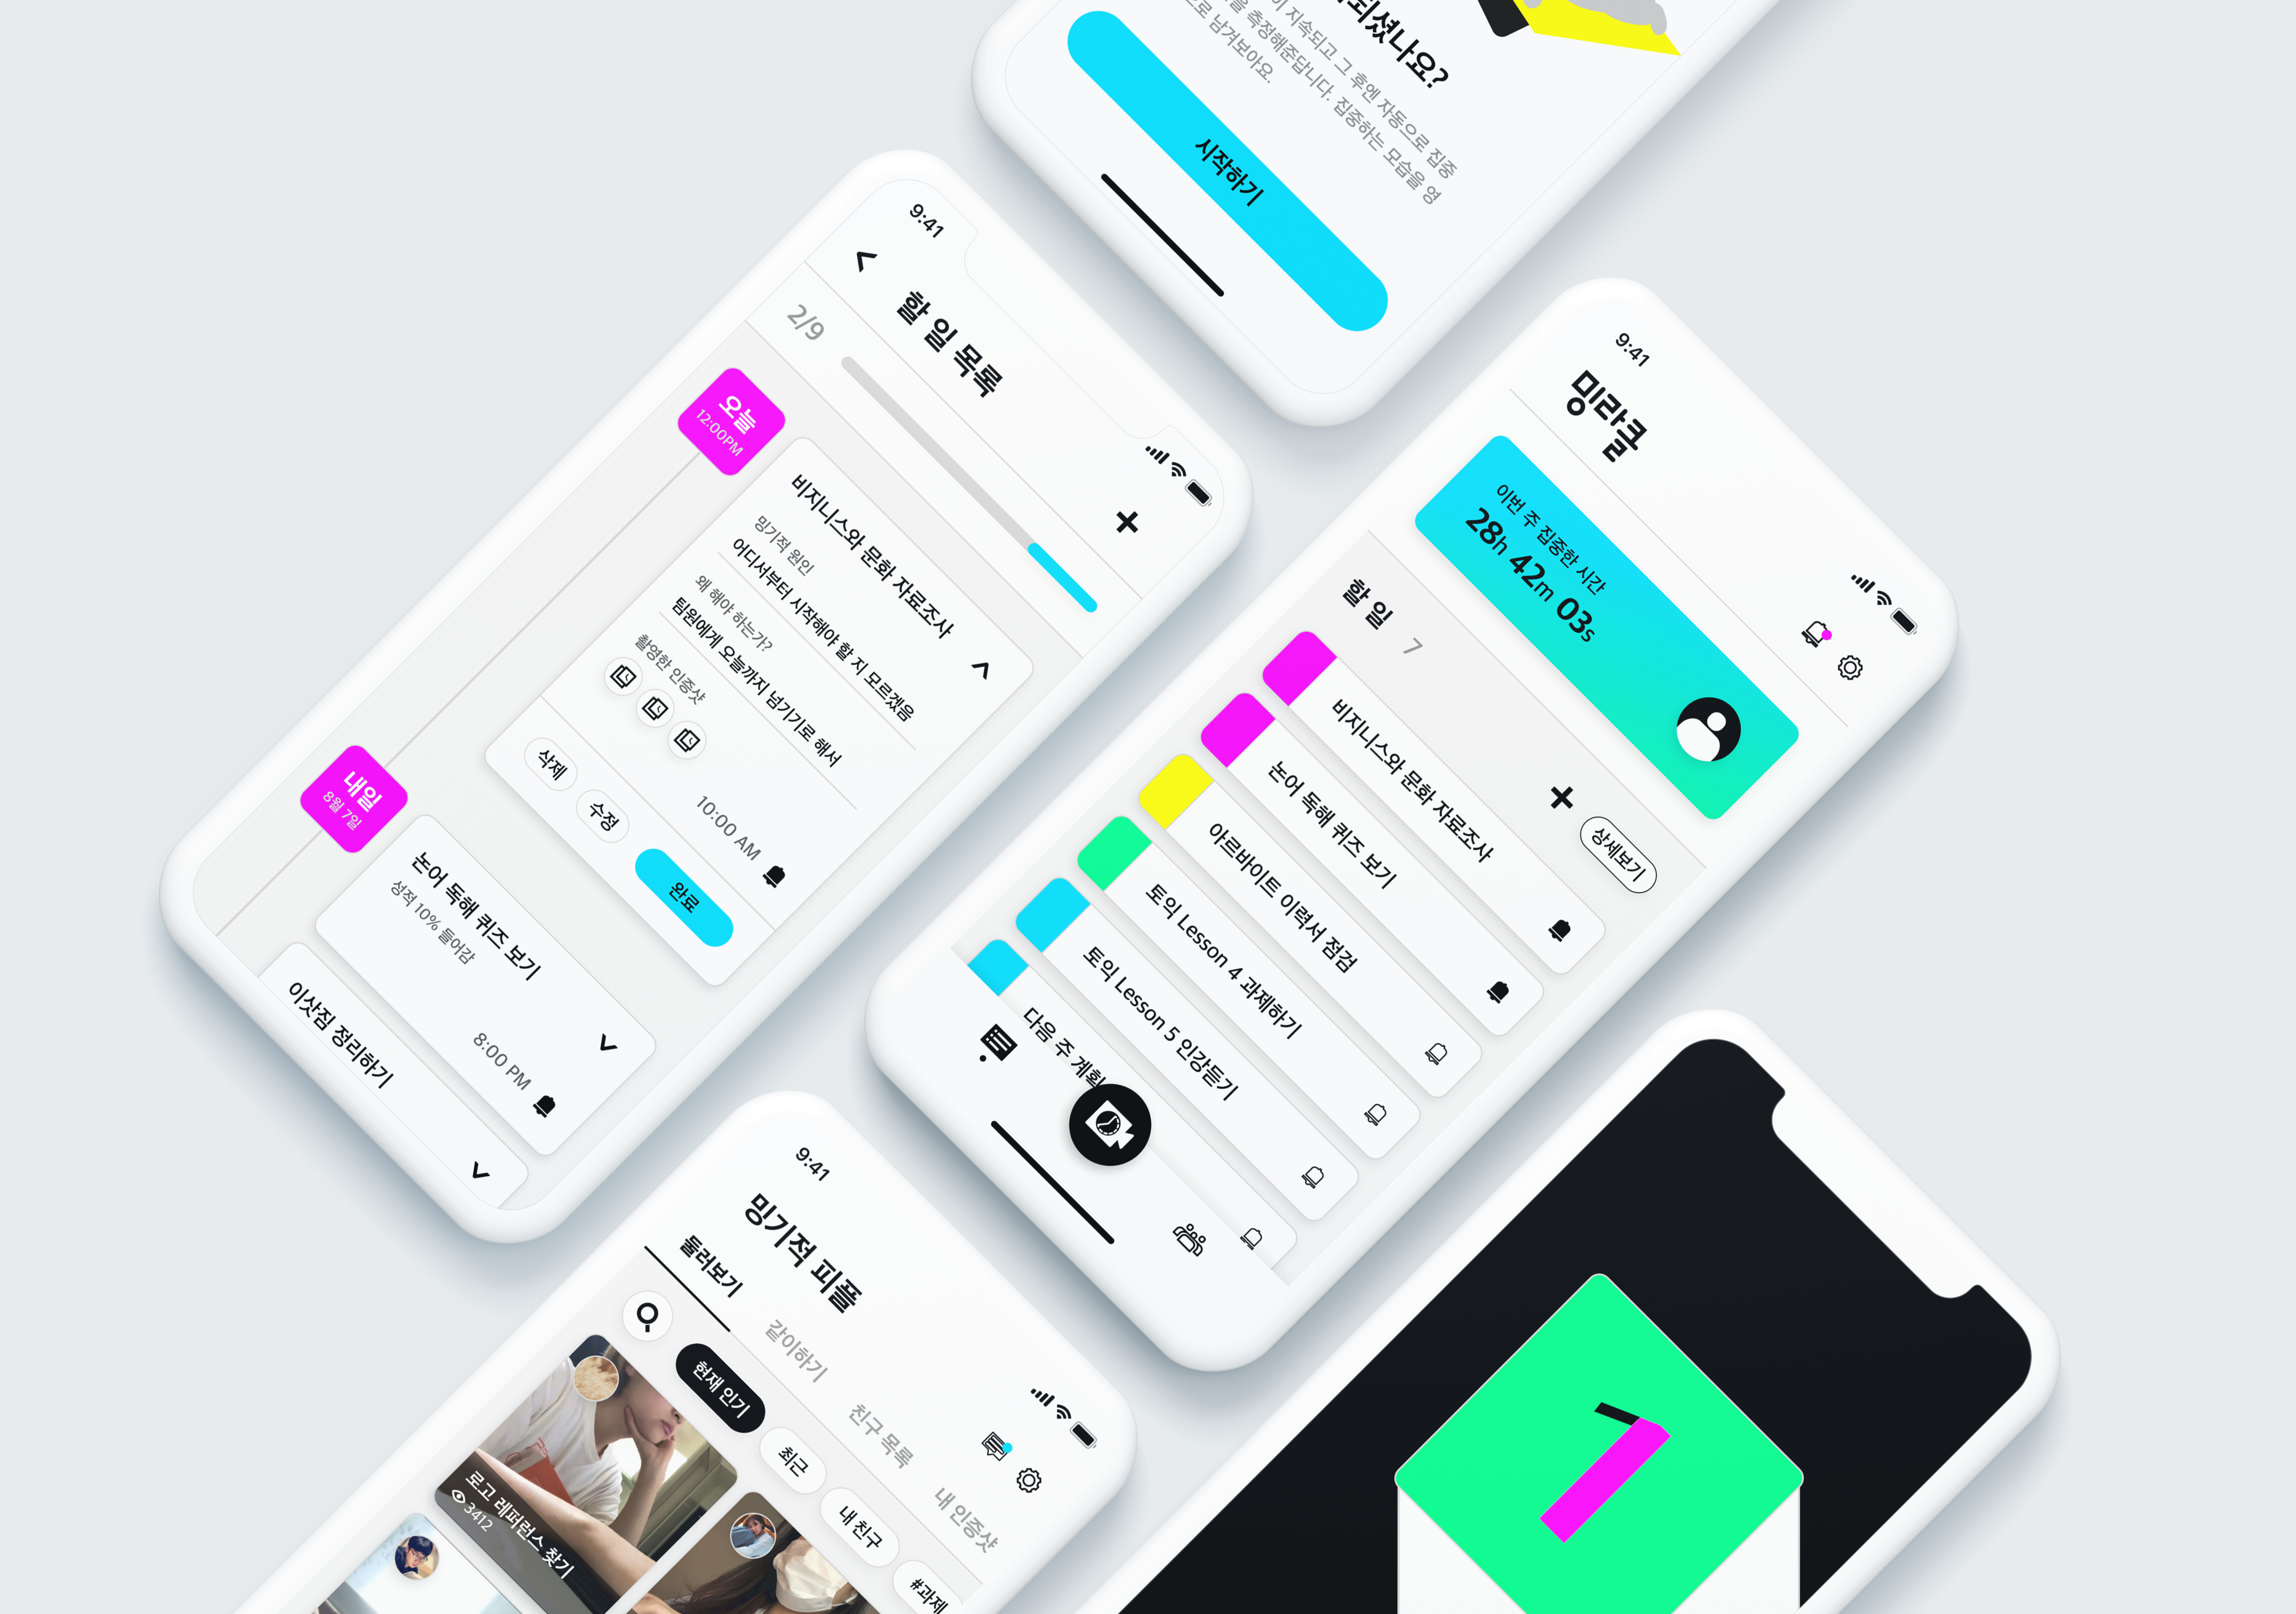 되셨나요?
이 지속되고 그 후엔 자동으로 집중
을 측정해준답니다. 집중하는 모습을 영
으로 남겨보아요.
시작하기
9:41
할 일 목록
2/9
오늘
12:00PM
비지니스와 문화 자료조사
밍기적 원인
어디서부터 시작해야 할 지 모르겠음
왜 해야 하는가?
팀원에게 오늘까지 넘기기로 해서
촬영한 인증샷
10:00 AM
삭제
수정
완료
내일
8월 7일
논어 독해 퀴즈 보기
성적 10% 들어감
8:00 PM
이삿짐 정리하기
9:41
밍라클
이번 주 집중한 시간
28h 42m 03s
할 일 7
상세보기
비지니스와 문화 자료조사
논어 독해 퀴즈 보기
아르바이트 이력서 점검
토익 Lesson 4 과제하기
토익 Lesson 5 인강듣기
다음 주 계획
9:41
밍기적 피플
둘러보기
같이하기
친구 목록
내 인증샷
현재 인기
최근
내 친구
#과제
로고 레퍼런스 찾기
3412
1